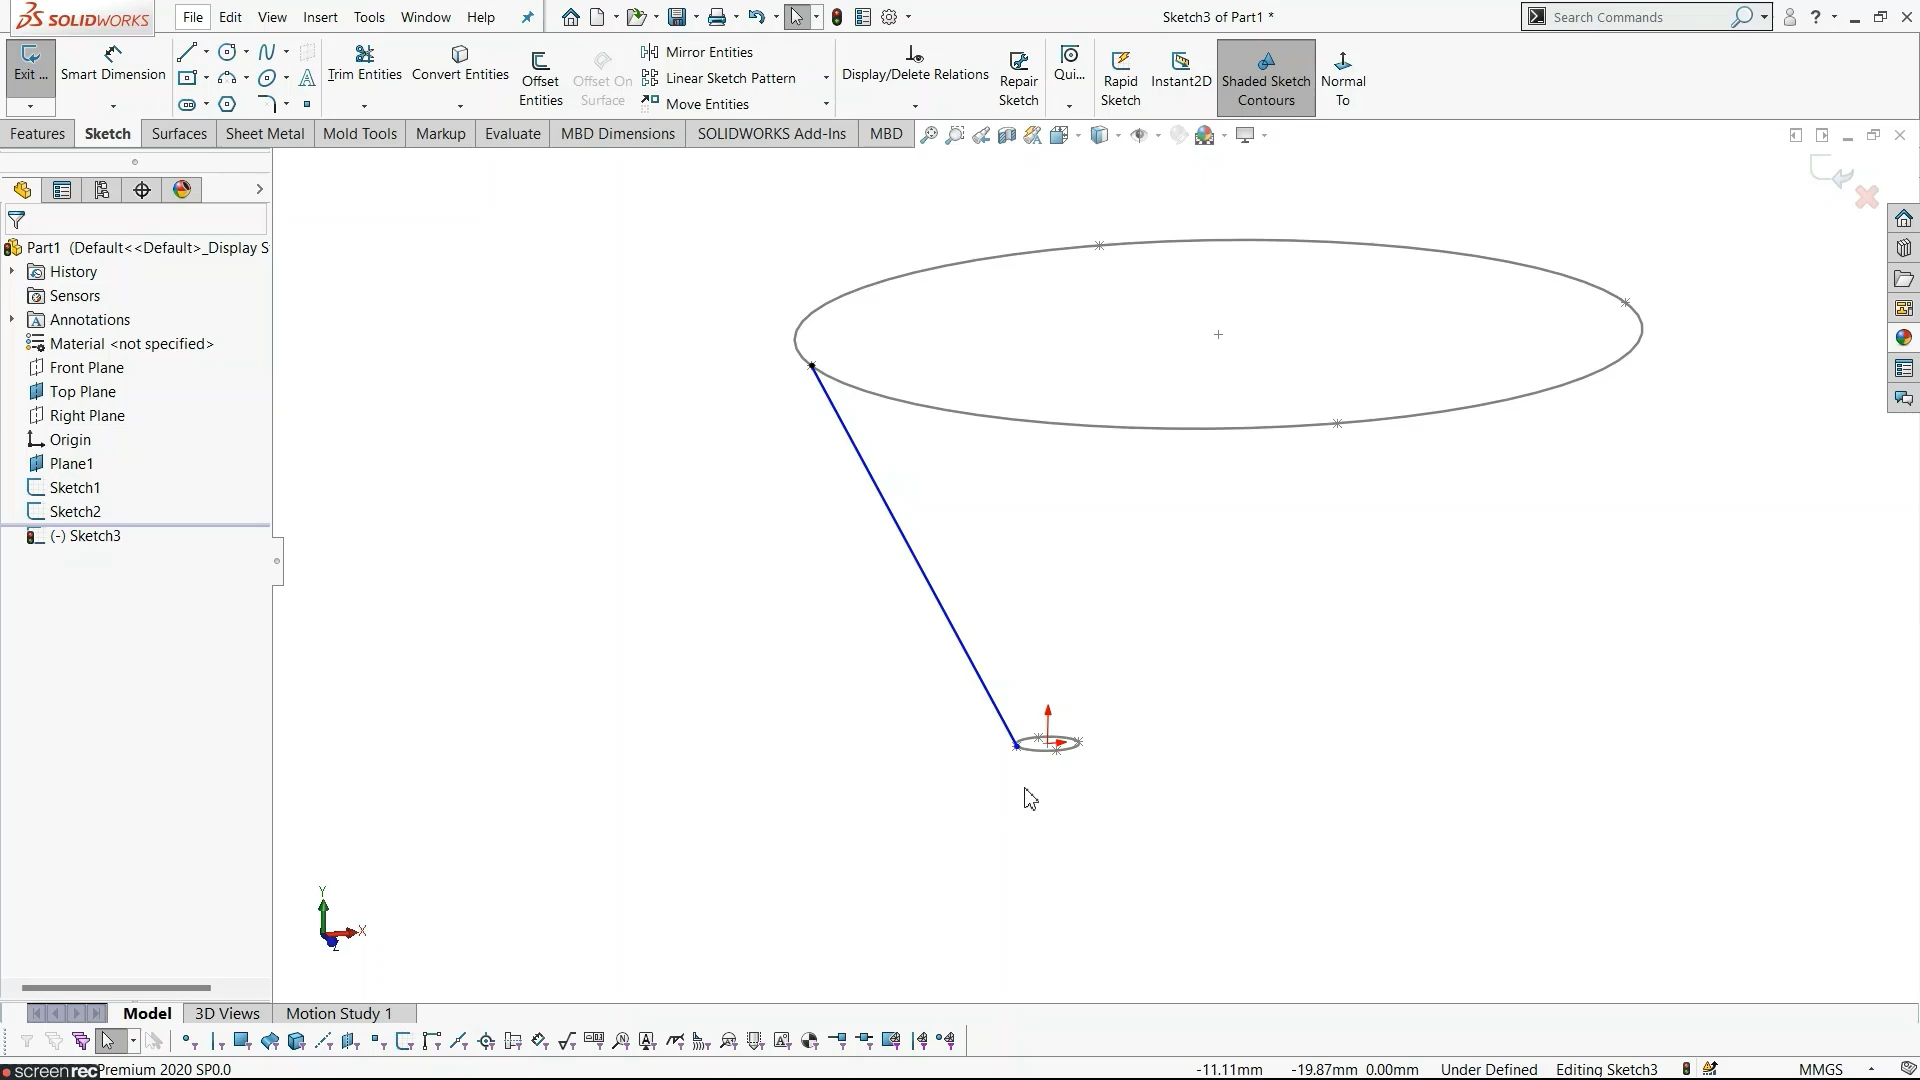 SOLIDWORKS File Edit View Insert Tools Window Help Sketch3 of Part1 * Search Commands ?
Exit ... Smart Dimension Trim Entities Convert Entities Offset Entities Offset On Surface Mirror Entities Linear Sketch Pattern Move Entities Display/Delete Relations Repair Sketch Qui... Rapid Sketch Instant2D Shaded Sketch Contours Normal To
Features Sketch Surfaces Sheet Metal Mold Tools Markup Evaluate MBD Dimensions SOLIDWORKS Add-Ins MBD
Part1 (Default<<Default>_Display S
History
Sensors
Annotations
Material <not specified>
Front Plane
Top Plane
Right Plane
Origin
Plane1
Sketch1
Sketch2
(-) Sketch3
Y
X
Z
Model 3D Views Motion Study 1
screenrec Premium 2020 SP0.0 -11.11mm -19.87mm 0.00mm Under Defined Editing Sketch3 MMGS